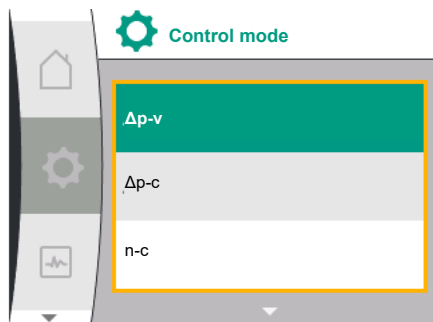 Control mode
Δp-v
Δp-c
n-c